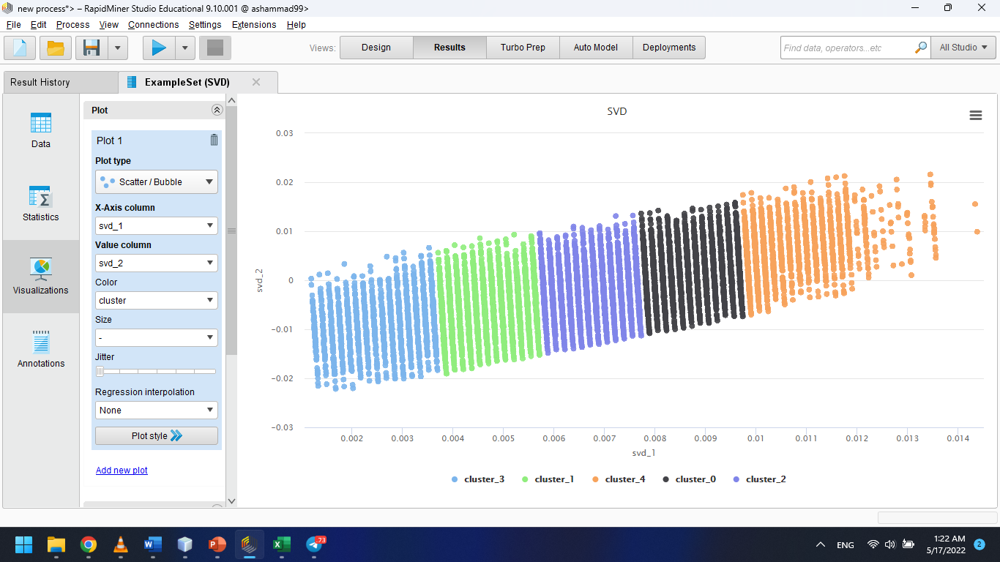 new process*> – RapidMiner Studio Educational 9.10.001 @ ashammad99>
File Edit Process View Connections Settings Extensions Help
Views: Design Results Turbo Prep Auto Model Deployments
Find data, operators...etc
All Studio
Result History
ExampleSet (SVD)
Data
Statistics
Visualizations
Annotations
Plot
Plot 1
Plot type
Scatter / Bubble
X-Axis column
svd_1
Value column
svd_2
Color
cluster
Size
-
Jitter
Regression interpolation
None
Plot style
Add new plot
SVD
0.03
0.02
0.01
0
−0.01
−0.02
−0.03
svd_2
0.002 0.003 0.004 0.005 0.006 0.007 0.008 0.009 0.01 0.011 0.012 0.013 0.014
svd_1
cluster_3 cluster_1 cluster_4 cluster_0 cluster_2
.73
ENG
1:22 AM
5/17/2022
2